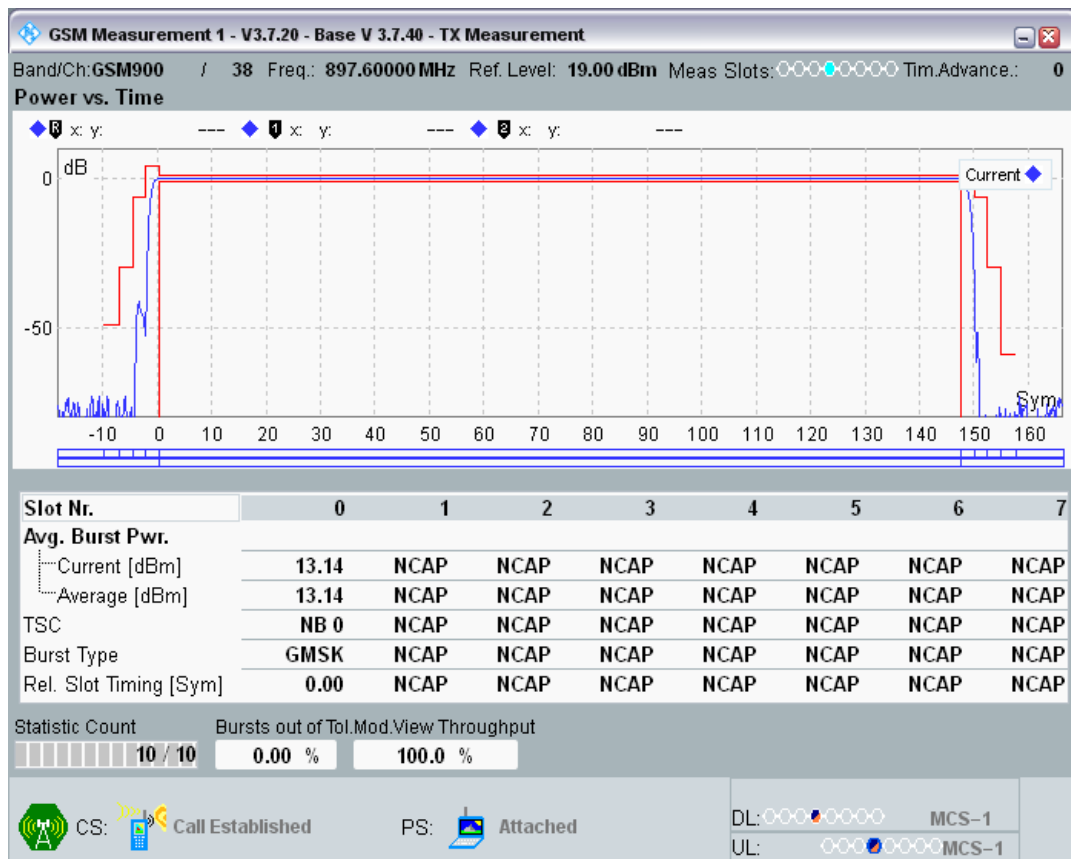 GSM Measurement 1 - V3.7.20 - Base V 3.7.40 - TX Measurement
Band/Ch:GSM900 / 38 Freq.: 897.60000 MHz Ref. Level: 19.00 dBm Meas Slots: Tim.Advance.: 0
Power vs. Time
R x: y: --- 1 x: y: --- 2 x: y: ---
dB
Current
0
-50
Sym
-10 0 10 20 30 40 50 60 70 80 90 100 110 120 130 140 150 160
Slot Nr. 0 1 2 3 4 5 6 7
Avg. Burst Pwr.
Current [dBm] 13.14 NCAP NCAP NCAP NCAP NCAP NCAP NCAP
Average [dBm] 13.14 NCAP NCAP NCAP NCAP NCAP NCAP NCAP
TSC NB 0 NCAP NCAP NCAP NCAP NCAP NCAP NCAP
Burst Type GMSK NCAP NCAP NCAP NCAP NCAP NCAP NCAP
Rel. Slot Timing [Sym] 0.00 NCAP NCAP NCAP NCAP NCAP NCAP NCAP
Statistic Count Bursts out of Tol.Mod.View Throughput
10 / 10 0.00 % 100.0 %
CS: Call Established PS: Attached
DL: MCS-1
UL: MCS-1